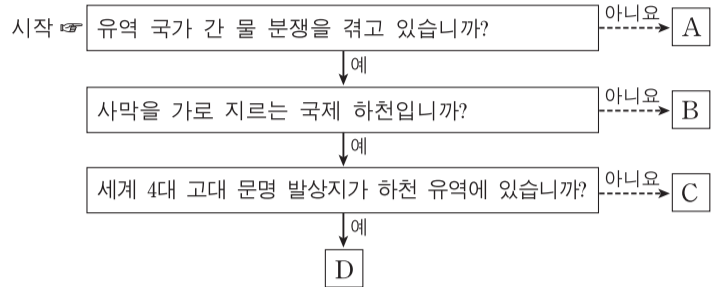 아니요
시작 ☞ 유역 국가 간 물 분쟁을 겪고 있습니까? A
예
아니요
사막을 가로 지르는 국제 하천입니까? B
예
아니요
세계 4대 고대 문명 발상지가 하천 유역에 있습니까? C
예
D